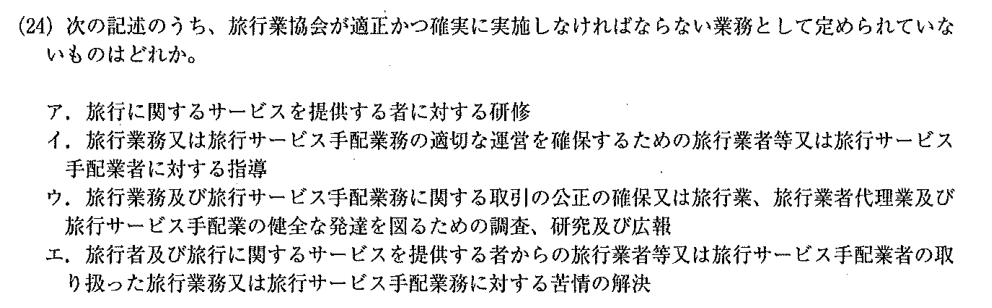 (24) 次の記述のうち、旅行業協会が適正かつ確実に実施しなければならない業務として定められていな
いものはどれか。
ア．旅行に関するサービスを提供する者に対する研修
イ．旅行業務又は旅行サービス手配業務の適切な運営を確保するための旅行業者等又は旅行サービス
手配業者に対する指導
ウ．旅行業務及び旅行サービス手配業務に関する取引の公正の確保又は旅行業、旅行業者代理業及び
旅行サービス手配業の健全な発達を図るための調査、研究及び広報
エ．旅行者及び旅行に関するサービスを提供する者からの旅行業者等又は旅行サービス手配業者の取
り扱った旅行業務又は旅行サービス手配業務に対する苦情の解決